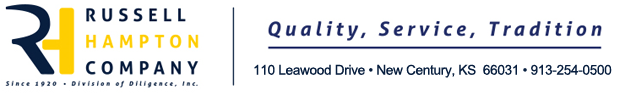 RH RUSSELL
HAMPTON
COMPANY
Since 1920 • Division of Diligence, Inc.
Quality, Service, Tradition
110 Leawood Drive • New Century, KS 66031 • 913-254-0500